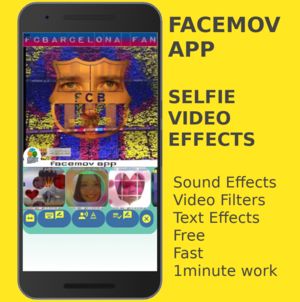 FACEMOV
APP
SELFIE
VIDEO
EFFECTS
Sound Effects
Video Filters
Text Effects
Free
Fast
1minute work
FCBARCELONA FAN
FCB
facemov app